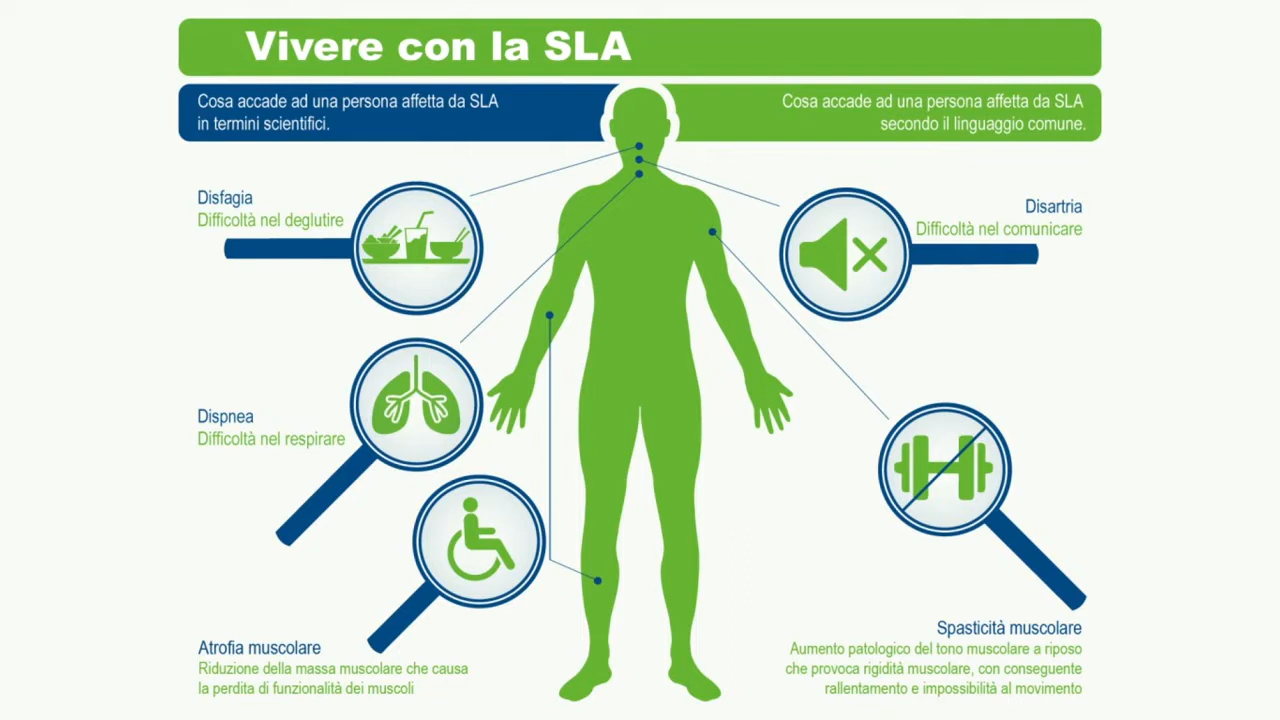 Vivere con la SLA
Cosa accade ad una persona affetta da SLA
in termini scientifici.
Cosa accade ad una persona affetta da SLA
secondo il linguaggio comune.
Disfagia
Difficoltà nel deglutire
Disartria
Difficoltà nel comunicare
Dispnea
Difficoltà nel respirare
Atrofia muscolare
Riduzione della massa muscolare che causa
la perdita di funzionalità dei muscoli
Spasticità muscolare
Aumento patologico del tono muscolare a riposo
che provoca rigidità muscolare, con conseguente
rallentamento e impossibilità al movimento